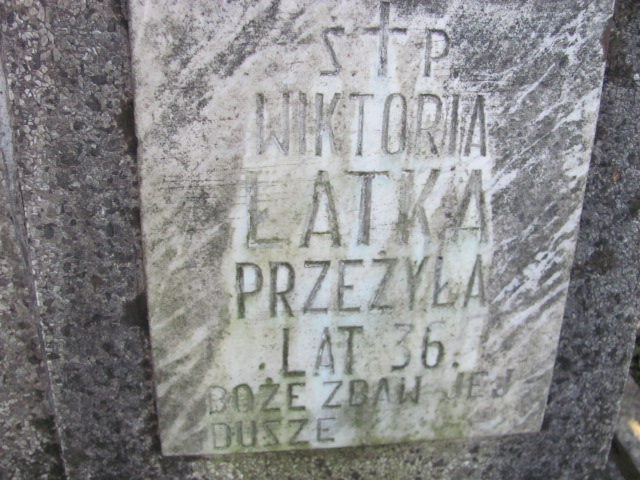 Ś † P.
WIKTORIA
ŁATKA
PRZEŻYŁA
. LAT 36.
BOŻE ZBAW JEJ
DUSZE